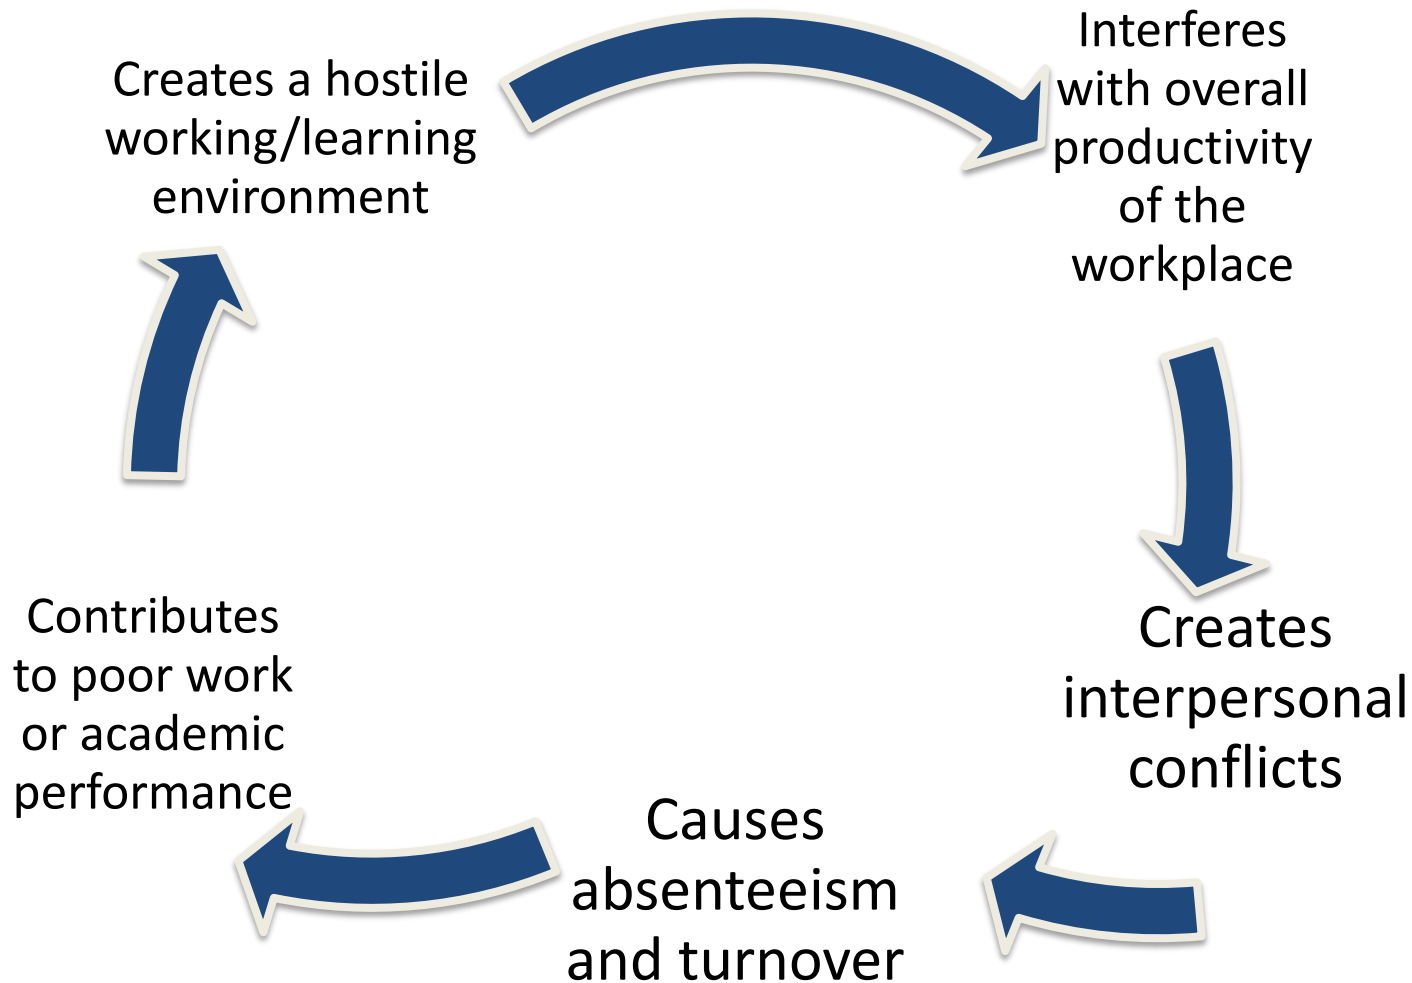 Creates a hostile
working/learning
environment
Interferes
with overall
productivity
of the
workplace
Creates
interpersonal
conflicts
Causes
absenteeism
and turnover
Contributes
to poor work
or academic
performance